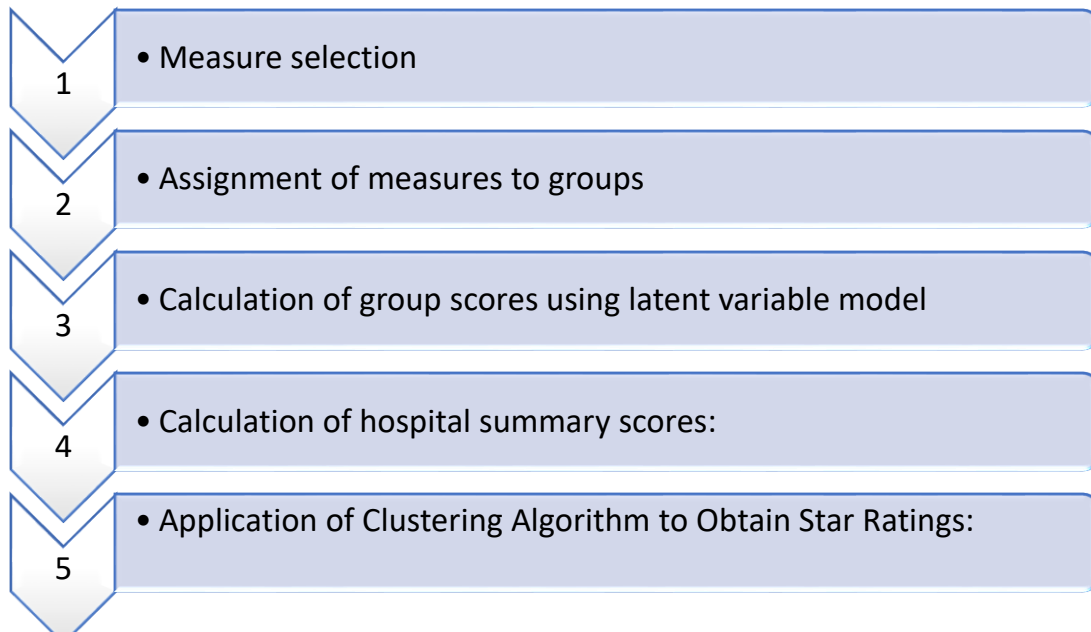 1
• Measure selection
2
• Assignment of measures to groups
3
• Calculation of group scores using latent variable model
4
• Calculation of hospital summary scores:
5
• Application of Clustering Algorithm to Obtain Star Ratings: